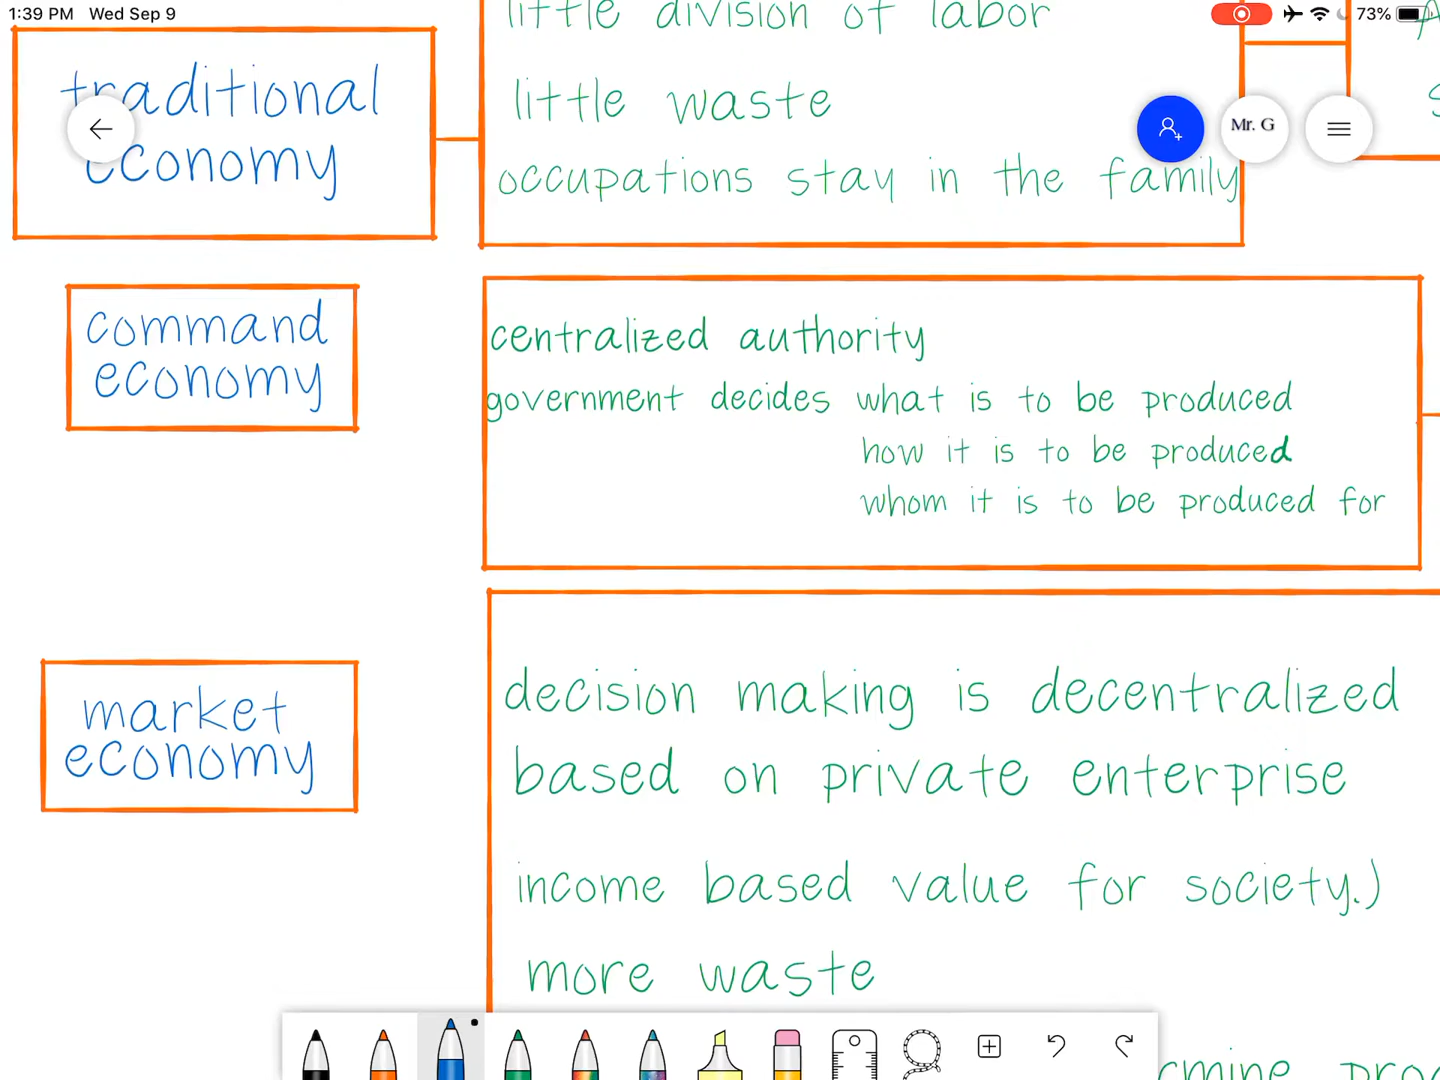 1:39 PM Wed Sep 9
73%
little division of labor
traditional
economy
little waste
Mr. G
occupations stay in the family
command
economy
centralized authority
government decides what is to be produced
how it is to be produced
whom it is to be produced for
market
economy
decision making is decentralized
based on private enterprise
income based value for society.)
more waste